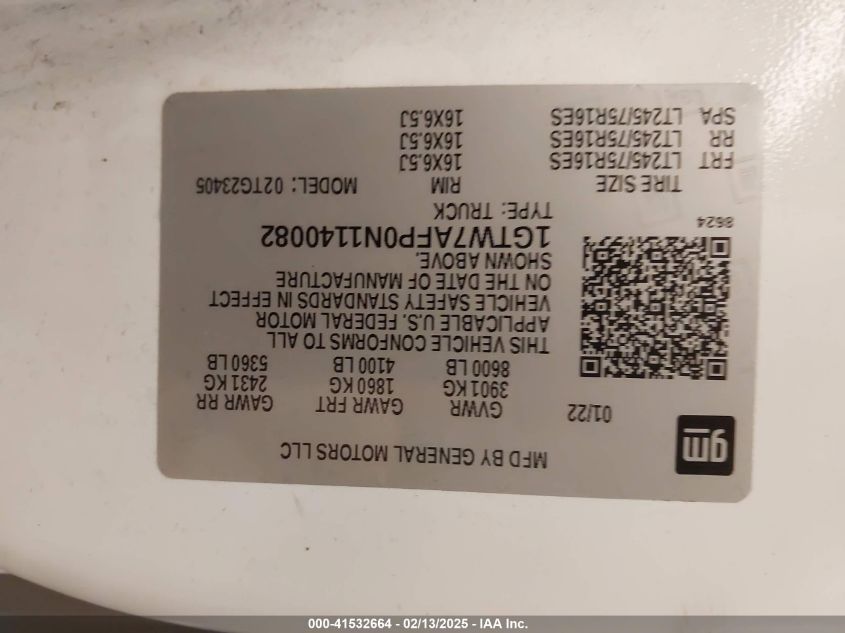 gm
MFD BY GENERAL MOTORS LLC
01/22
GVWR GAWR FRT GAWR RR
3901 KG 1860 KG 2431 KG
8600 LB 4100 LB 5360 LB
THIS VEHICLE CONFORMS TO ALL
APPLICABLE U.S. FEDERAL MOTOR
VEHICLE SAFETY STANDARDS IN EFFECT
ON THE DATE OF MANUFACTURE
SHOWN ABOVE.
1GTW7AFP0N1140082
8624
TYPE: TRUCK
TIRE SIZE RIM MODEL: 02TG23405
FRT LT245/75R16ES 16X6.5J
RR LT245/75R16ES 16X6.5J
SPA LT245/75R16ES 16X6.5J
000-41532664 - 02/13/2025 - IAA Inc.